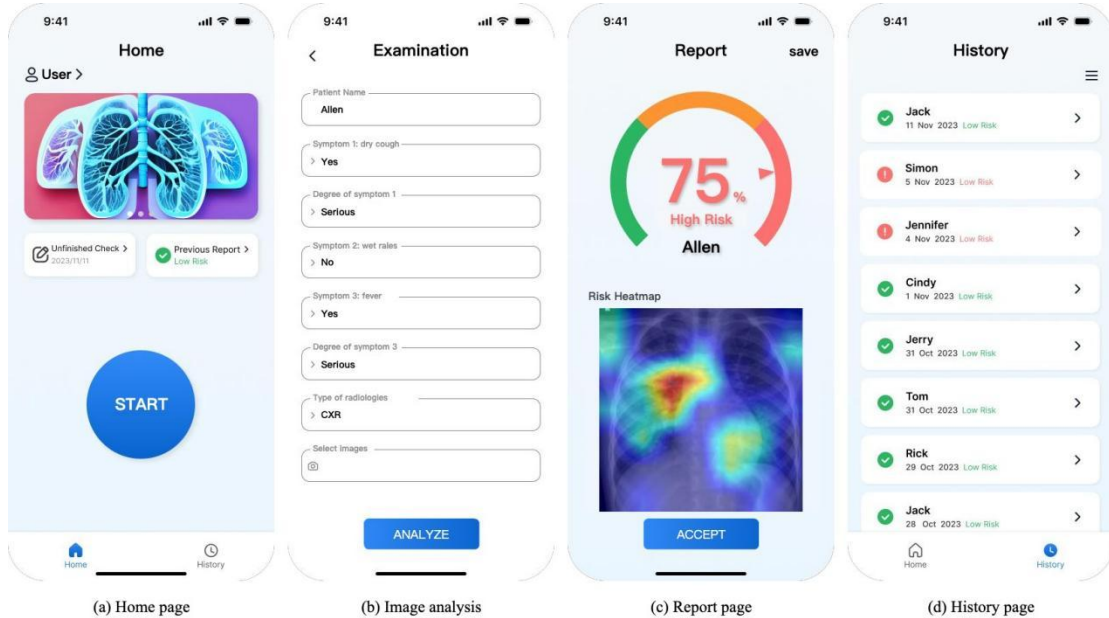 9:41
Home
User >
Unfinished Check >
2023/11/11
Previous Report >
Low Risk
START
Home
History
(a) Home page
9:41
Examination
Patient Name
Allen
Symptom 1: dry cough
> Yes
Degree of symptom 1
> Serious
Symptom 2: wet rales
> No
Symptom 3: fever
> Yes
Degree of symptom 3
> Serious
Type of radiologies
> CXR
Select images
ANALYZE
(b) Image analysis
9:41
Report
save
75%
High Risk
Allen
Risk Heatmap
ACCEPT
(c) Report page
9:41
History
Jack
11 Nov 2023 Low Risk
Simon
5 Nov 2023 Low Risk
Jennifer
4 Nov 2023 Low Risk
Cindy
1 Nov 2023 Low Risk
Jerry
31 Oct 2023 Low Risk
Tom
31 Oct 2023 Low Risk
Rick
29 Oct 2023 Low Risk
Jack
28 Oct 2023 Low Risk
Home
History
(d) History page